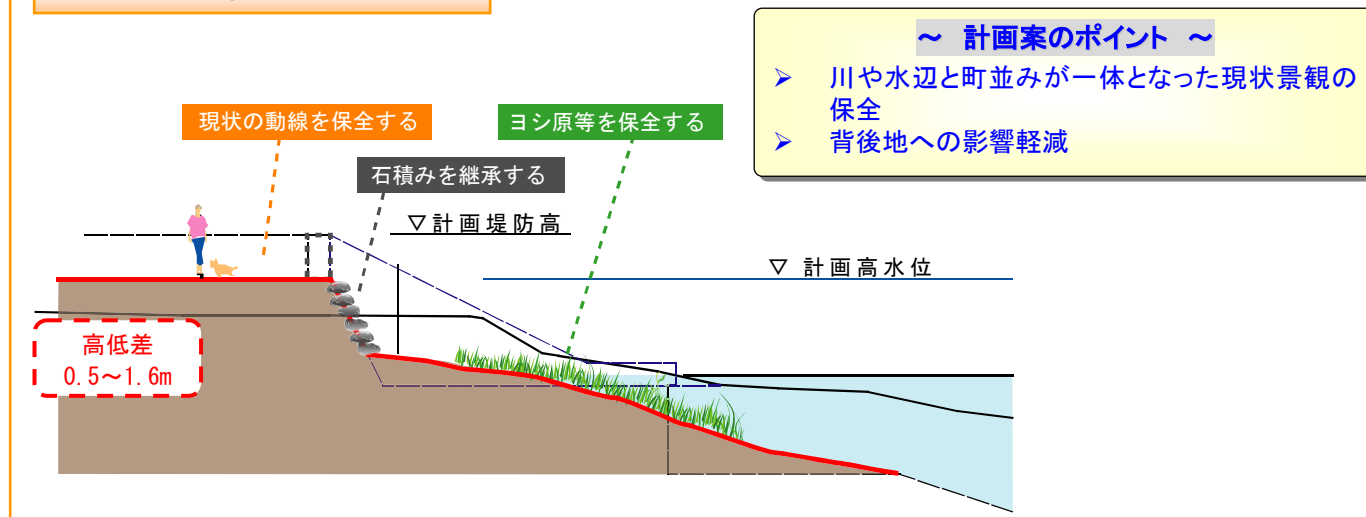 ～ 計画案のポイント ～
➢ 川や水辺と町並みが一体となった現状景観の
保全
➢ 背後地への影響軽減
現状の動線を保全する
ヨシ原等を保全する
石積みを継承する
▽計画堤防高
▽ 計画高水位
高低差
0.5～1.6m